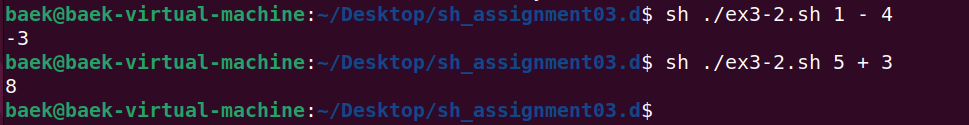 baek@baek-virtual-machine:~/Desktop/sh_assignment03.d$ sh ./ex3-2.sh 1 - 4
-3
baek@baek-virtual-machine:~/Desktop/sh_assignment03.d$ sh ./ex3-2.sh 5 + 3
8
baek@baek-virtual-machine:~/Desktop/sh_assignment03.d$